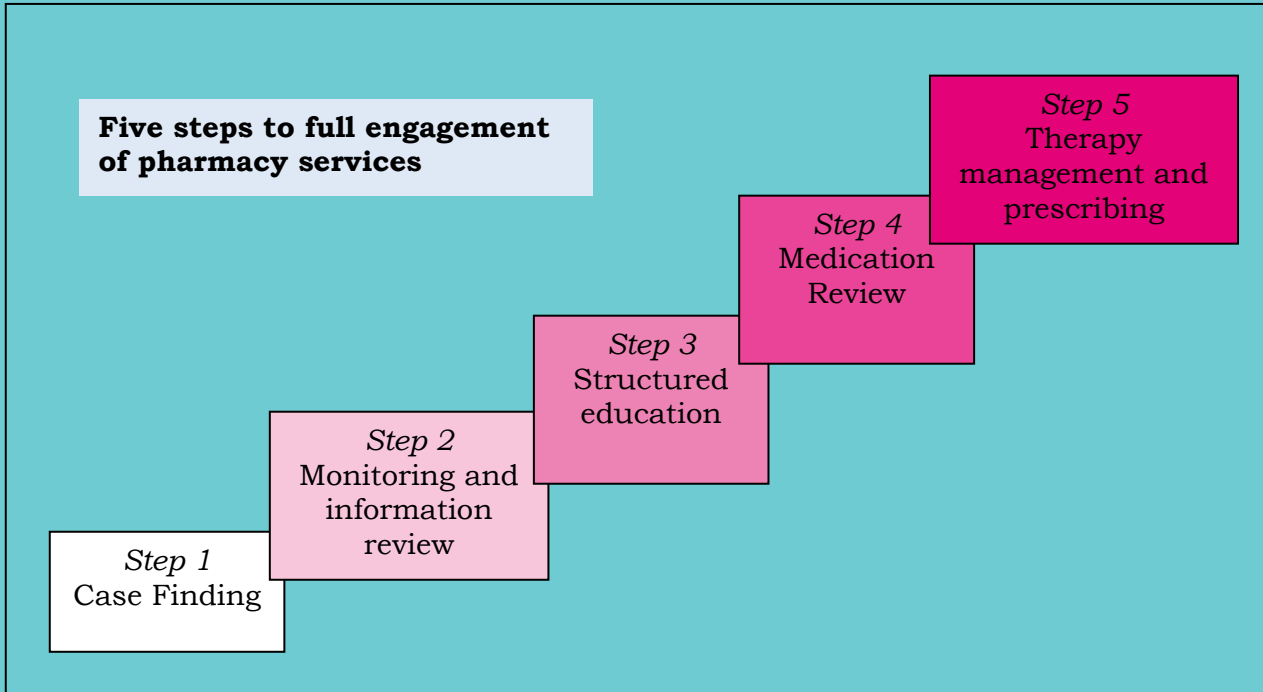 Five steps to full engagement
of pharmacy services
Step 1
Case Finding
Step 2
Monitoring and
information
review
Step 3
Structured
education
Step 4
Medication
Review
Step 5
Therapy
management and
prescribing